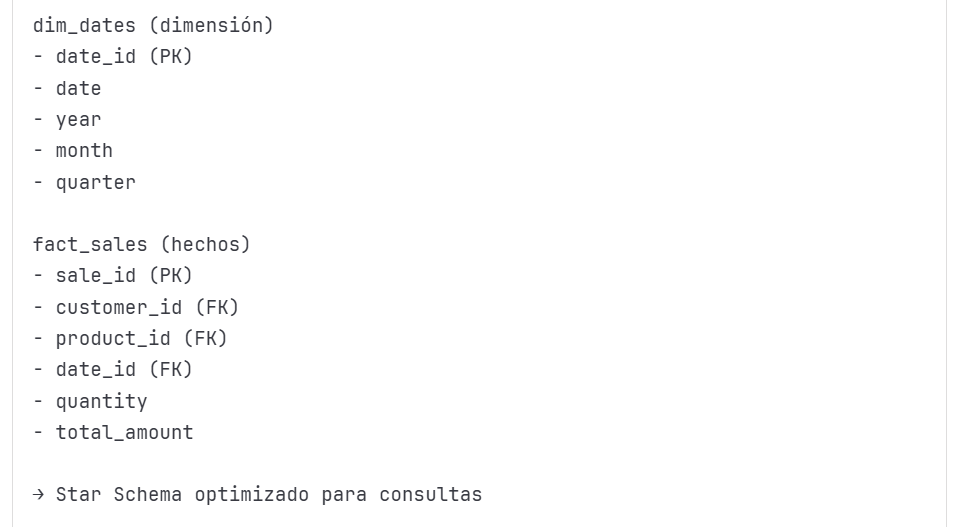 dim_dates (dimensión)
- date_id (PK)
- date
- year
- month
- quarter
fact_sales (hechos)
- sale_id (PK)
- customer_id (FK)
- product_id (FK)
- date_id (FK)
- quantity
- total_amount
→ Star Schema optimizado para consultas